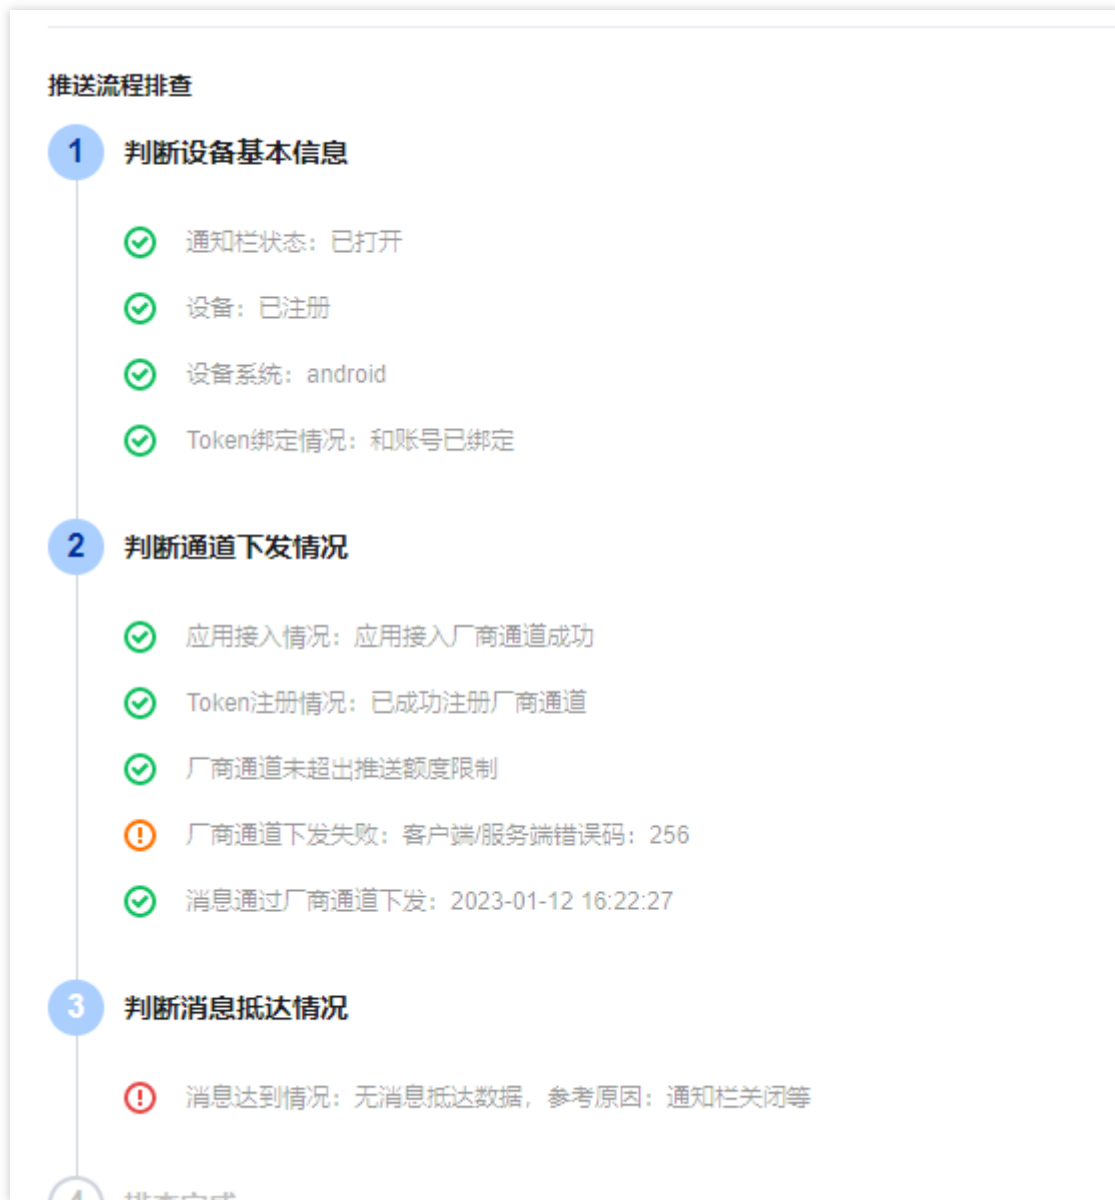 推送流程排查
1 判断设备基本信息
通知栏状态：已打开
设备：已注册
设备系统：android
Token绑定情况：和账号已绑定
2 判断通道下发情况
应用接入情况：应用接入厂商通道成功
Token注册情况：已成功注册厂商通道
厂商通道未超出推送额度限制
厂商通道下发失败：客户端/服务端错误码：256
消息通过厂商通道下发：2023-01-12 16:22:27
3 判断消息抵达情况
消息达到情况：无消息抵达数据，参考原因：通知栏关闭等
4 排查完成